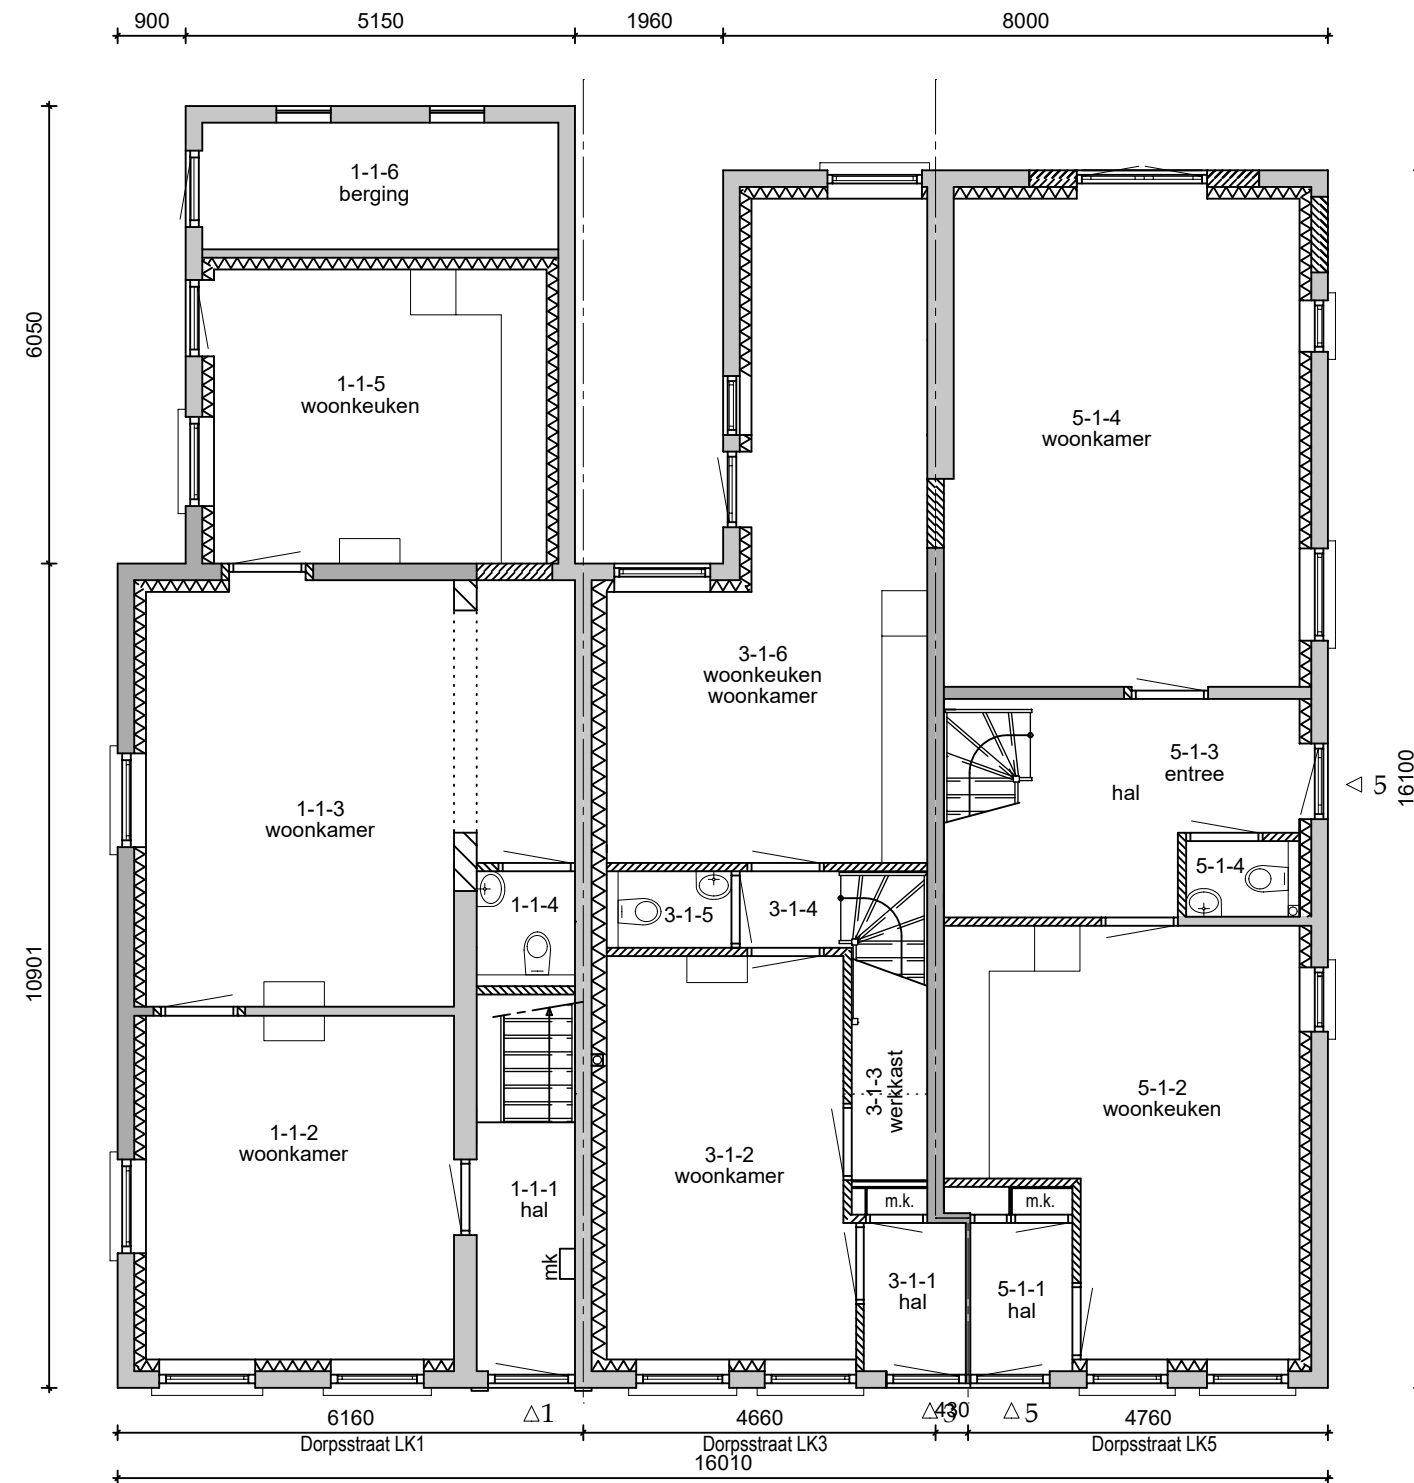 900 5150 1960 8000
6050
10901
16100
1-1-6
berging
1-1-5
woonkeuken
5-1-4
woonkamer
3-1-6
woonkeuken
woonkamer
5-1-3
entree
hal
◁ 5
1-1-3
woonkamer
5-1-4
1-1-4
3-1-5
3-1-4
3-1-3
werkkast
5-1-2
woonkeuken
1-1-2
woonkamer
3-1-2
woonkamer
1-1-1
hal
m.k.
m.k.
mk
3-1-1
hal
5-1-1
hal
6160 △1 4660 △3 430 △5 4760
Dorpsstraat LK1 Dorpsstraat LK3 Dorpsstraat LK5
16010